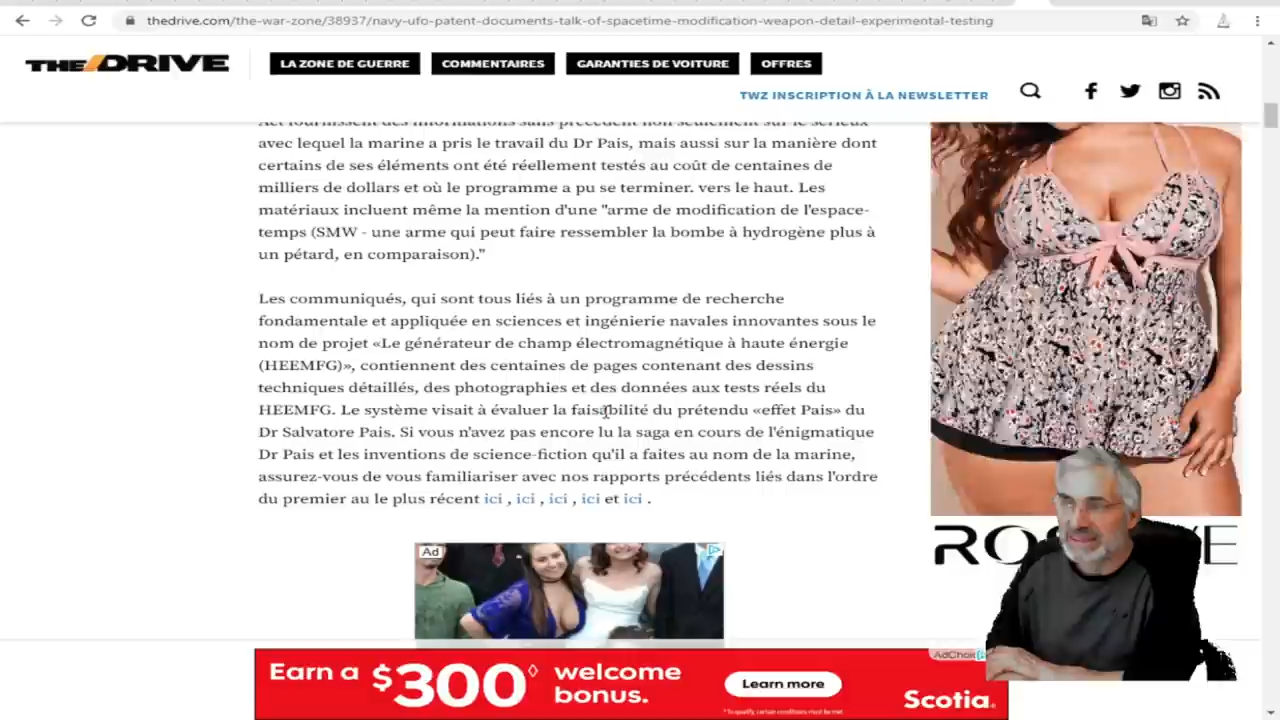 thedrive.com/the-war-zone/38937/navy-ufo-patent-documents-talk-of-spacetime-modification-weapon-detail-experimental-testing
THE DRIVE
LA ZONE DE GUERRE
COMMENTAIRES
GARANTIES DE VOITURE
OFFRES
TWZ INSCRIPTION À LA NEWSLETTER
Act fournissent des informations sans précédent non seulement sur le sérieux
avec lequel la marine a pris le travail du Dr Pais, mais aussi sur la manière dont
certains de ses éléments ont été réellement testés au coût de centaines de
milliers de dollars et où le programme a pu se terminer. vers le haut. Les
matériaux incluent même la mention d'une "arme de modification de l'espace-
temps (SMW - une arme qui peut faire ressembler la bombe à hydrogène plus à
un pétard, en comparaison)."
Les communiqués, qui sont tous liés à un programme de recherche
fondamentale et appliquée en sciences et ingénierie navales innovantes sous le
nom de projet «Le générateur de champ électromagnétique à haute énergie
(HEEMFG)», contiennent des centaines de pages contenant des dessins
techniques détaillés, des photographies et des données aux tests réels du
HEEMFG. Le système visait à évaluer la faisabilité du prétendu «effet Pais» du
Dr Salvatore Pais. Si vous n'avez pas encore lu la saga en cours de l'énigmatique
Dr Pais et les inventions de science-fiction qu'il a faites au nom de la marine,
assurez-vous de vous familiariser avec nos rapports précédents liés dans l'ordre
du premier au le plus récent ici , ici , ici , ici et ici .
Ad
Earn a $300◊ welcome bonus.
Learn more
Scotia.
AdChoic